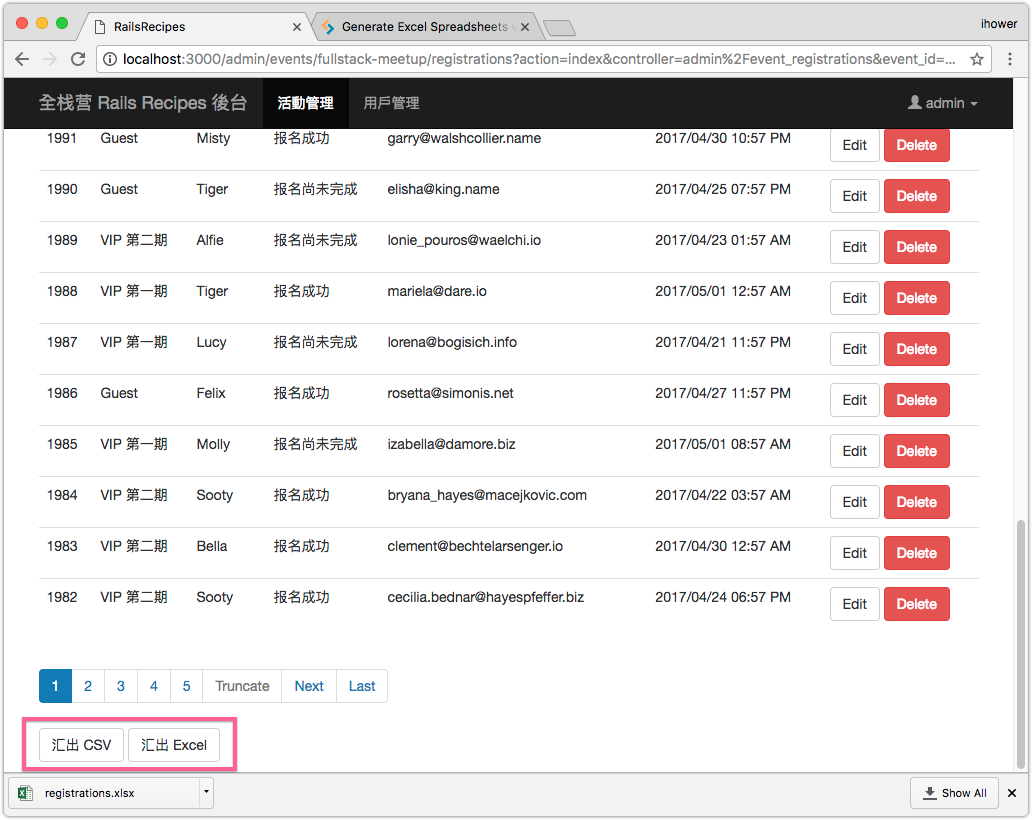 RailsRecipes
Generate Excel Spreadsheets
ihower
localhost:3000/admin/events/fullstack-meetup/registrations?action=index&controller=admin%2Fevent_registrations&event_id=...
全栈营 Rails Recipes 後台 活動管理 用戶管理 admin
1991 Guest Misty 报名成功 garry@walshcollier.name 2017/04/30 10:57 PM Edit Delete
1990 Guest Tiger 报名尚未完成 elisha@king.name 2017/04/25 07:57 PM Edit Delete
1989 VIP 第二期 Alfie 报名尚未完成 lonie_pouros@waelchi.io 2017/04/23 01:57 AM Edit Delete
1988 VIP 第一期 Tiger 报名成功 mariela@dare.io 2017/05/01 12:57 AM Edit Delete
1987 VIP 第一期 Lucy 报名尚未完成 lorena@bogisich.info 2017/04/21 11:57 PM Edit Delete
1986 Guest Felix 报名成功 rosetta@simonis.net 2017/04/27 11:57 PM Edit Delete
1985 VIP 第一期 Molly 报名尚未完成 izabella@damore.biz 2017/05/01 08:57 AM Edit Delete
1984 VIP 第二期 Sooty 报名成功 bryana_hayes@macejkovic.com 2017/04/22 03:57 AM Edit Delete
1983 VIP 第二期 Bella 报名成功 clement@bechtelarsenger.io 2017/04/30 12:57 AM Edit Delete
1982 VIP 第二期 Sooty 报名成功 cecilia.bednar@hayespfeffer.biz 2017/04/24 06:57 PM Edit Delete
1 2 3 4 5 Truncate Next Last
汇出 CSV 汇出 Excel
registrations.xlsx Show All